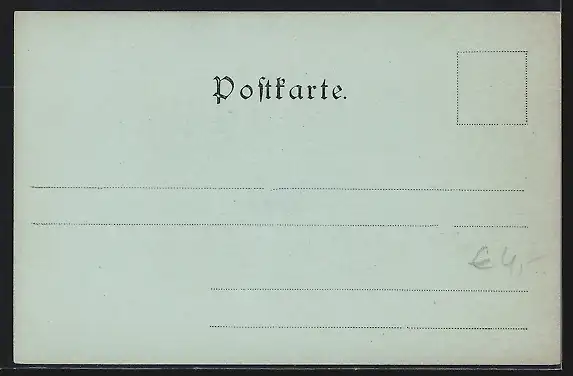 Poſtkarte.
€ 4,-